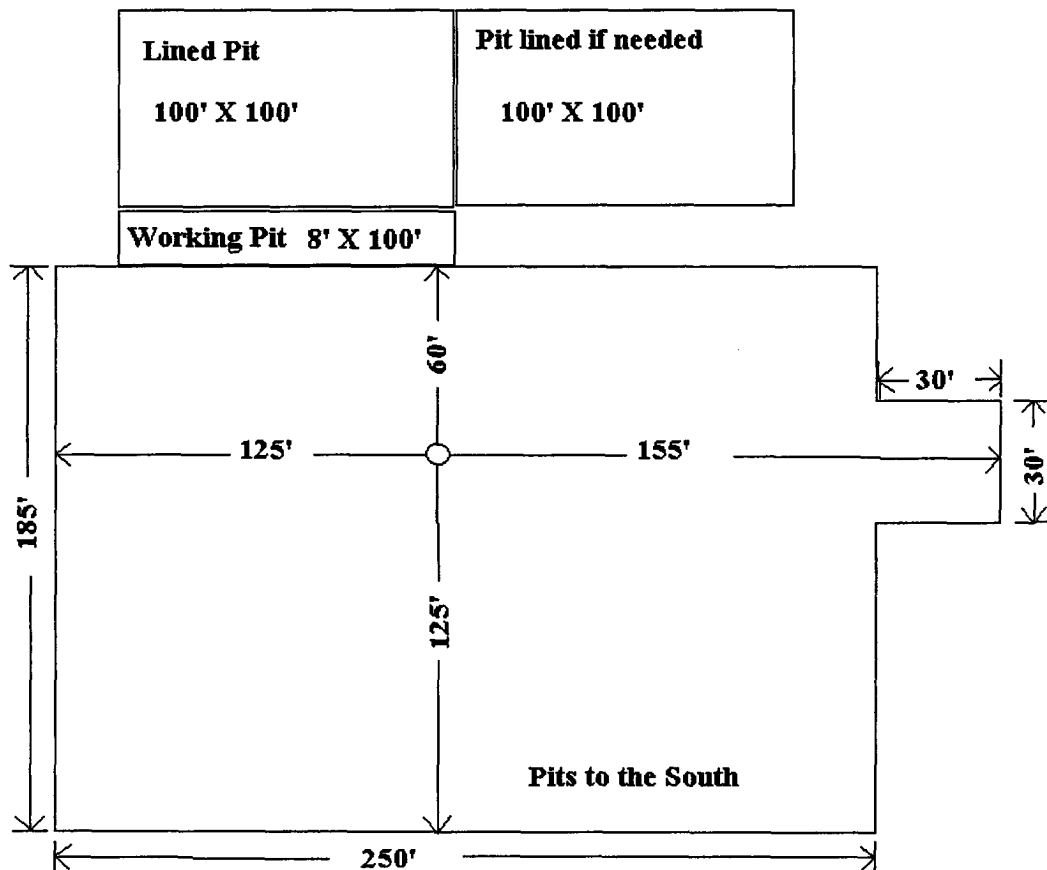 Lined Pit
100' X 100'
Pit lined if needed
100' X 100'
Working Pit 8' X 100'
60'
30'
125'
155'
30'
185'
125'
Pits to the South
250'